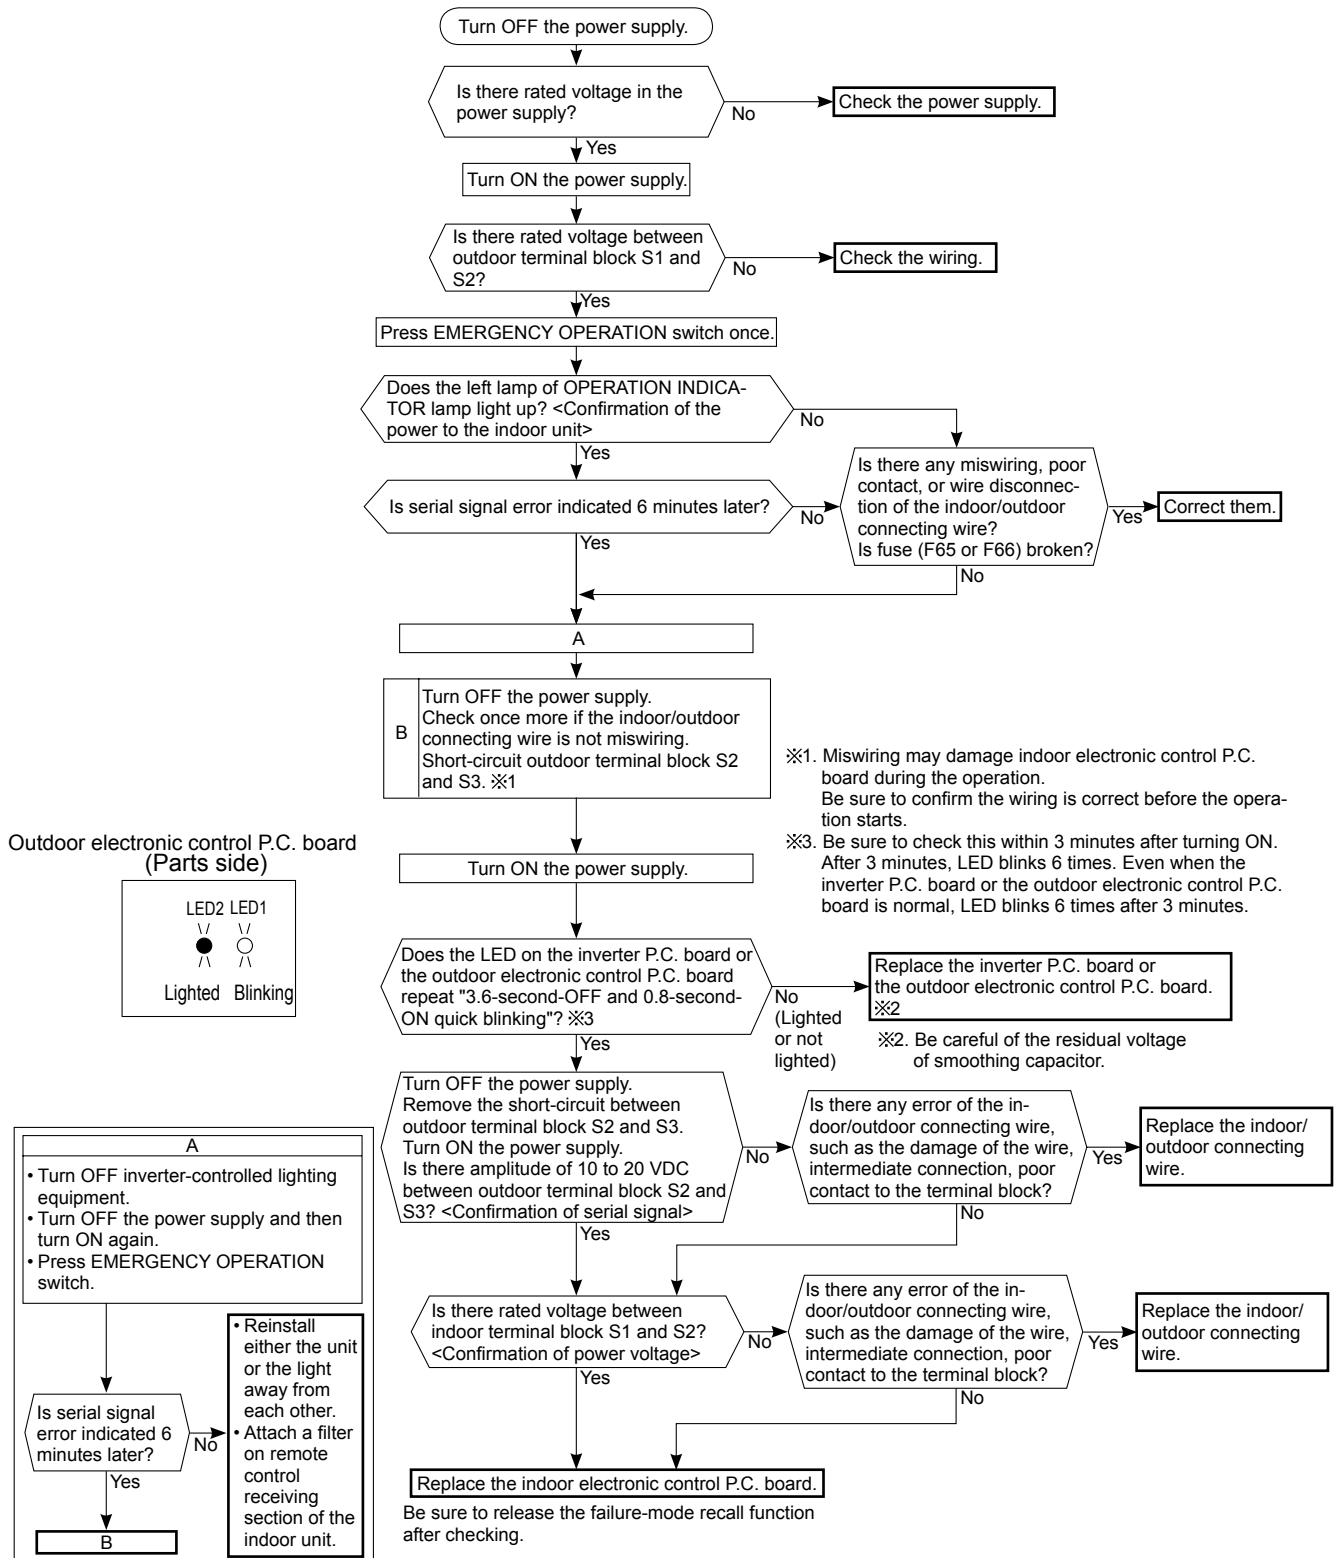 Turn OFF the power supply.
Is there rated voltage in the
power supply?
No
Check the power supply.
Yes
Turn ON the power supply.
Is there rated voltage between
outdoor terminal block S1 and
S2?
No
Check the wiring.
Yes
Press EMERGENCY OPERATION switch once.
Does the left lamp of OPERATION INDICA-
TOR lamp light up? <Confirmation of the
power to the indoor unit>
No
Yes
Is serial signal error indicated 6 minutes later?
No
Is there any miswiring, poor
contact, or wire disconnec-
tion of the indoor/outdoor
connecting wire?
Is fuse (F65 or F66) broken?
Yes
Correct them.
Yes
No
A
B
Turn OFF the power supply.
Check once more if the indoor/outdoor
connecting wire is not miswiring.
Short-circuit outdoor terminal block S2
and S3. ※1
※1. Miswiring may damage indoor electronic control P.C.
board during the operation.
Be sure to confirm the wiring is correct before the opera-
tion starts.
※3. Be sure to check this within 3 minutes after turning ON.
After 3 minutes, LED blinks 6 times. Even when the
inverter P.C. board or the outdoor electronic control P.C.
board is normal, LED blinks 6 times after 3 minutes.
Outdoor electronic control P.C. board
(Parts side)
LED2 LED1
Lighted Blinking
Turn ON the power supply.
Does the LED on the inverter P.C. board or
the outdoor electronic control P.C. board
repeat "3.6-second-OFF and 0.8-second-
ON quick blinking"? ※3
No
(Lighted
or not
lighted)
Replace the inverter P.C. board or
the outdoor electronic control P.C. board.
※2
※2. Be careful of the residual voltage
of smoothing capacitor.
Yes
Turn OFF the power supply.
Remove the short-circuit between
outdoor terminal block S2 and S3.
Turn ON the power supply.
Is there amplitude of 10 to 20 VDC
between outdoor terminal block S2 and
S3? <Confirmation of serial signal>
No
Is there any error of the in-
door/outdoor connecting wire,
such as the damage of the wire,
intermediate connection, poor
contact to the terminal block?
Yes
Replace the indoor/
outdoor connecting
wire.
Yes
No
Is there rated voltage between
indoor terminal block S1 and S2?
<Confirmation of power voltage>
No
Is there any error of the in-
door/outdoor connecting wire,
such as the damage of the wire,
intermediate connection, poor
contact to the terminal block?
Yes
Replace the indoor/
outdoor connecting
wire.
Yes
No
Replace the indoor electronic control P.C. board.
Be sure to release the failure-mode recall function
after checking.
A
• Turn OFF inverter-controlled lighting
equipment.
• Turn OFF the power supply and then
turn ON again.
• Press EMERGENCY OPERATION
switch.
Is serial signal
error indicated 6
minutes later?
No
• Reinstall
either the unit
or the light
away from
each other.
• Attach a filter
on remote
control
receiving
section of the
indoor unit.
Yes
B